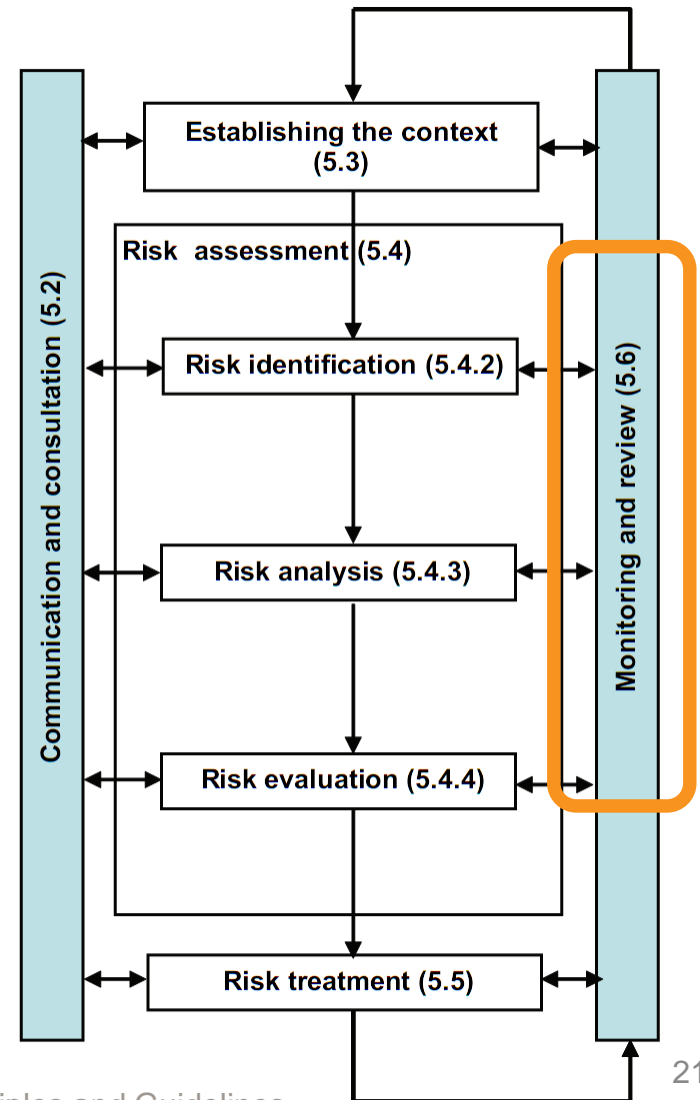 Establishing the context
(5.3)
Risk assessment (5.4)
Communication and consultation (5.2)
Risk identification (5.4.2)
Monitoring and review (5.6)
Risk analysis (5.4.3)
Risk evaluation (5.4.4)
Risk treatment (5.5)
21
and Guidelines